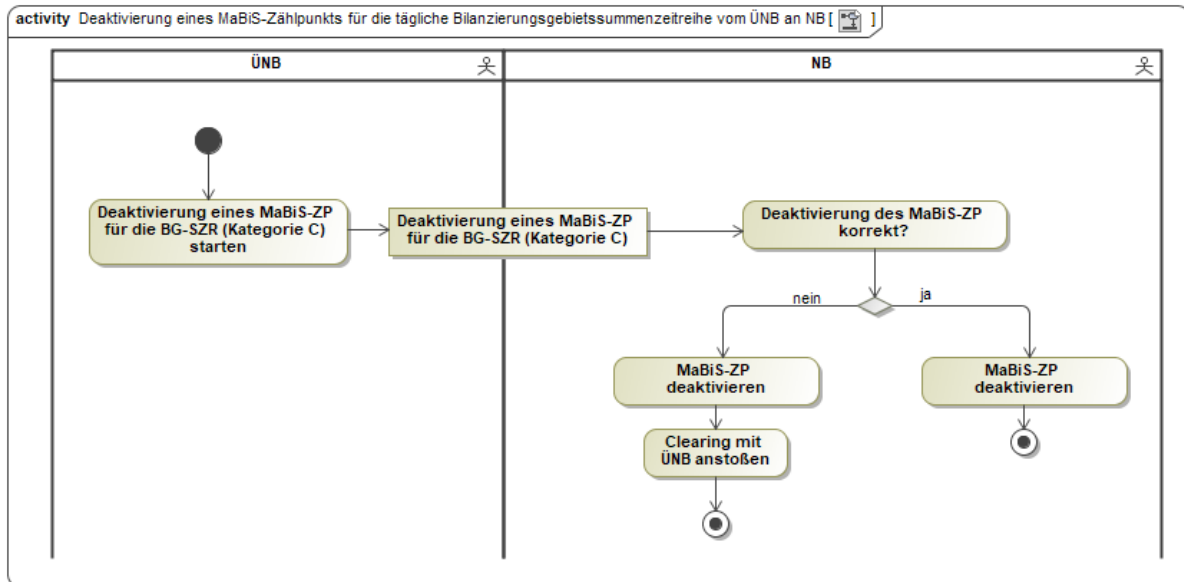 activity Deaktivierung eines MaBiS-Zählpunkts für die tägliche Bilanzierungsgebietssummenzeitreihe vom ÜNB an NB [ ]
ÜNB
NB
Deaktivierung eines MaBiS-ZP
für die BG-SZR (Kategorie C)
starten
Deaktivierung eines MaBiS-ZP
für die BG-SZR (Kategorie C)
Deaktivierung des MaBiS-ZP
korrekt?
nein
ja
MaBiS-ZP
deaktivieren
MaBiS-ZP
deaktivieren
Clearing mit
ÜNB anstoßen